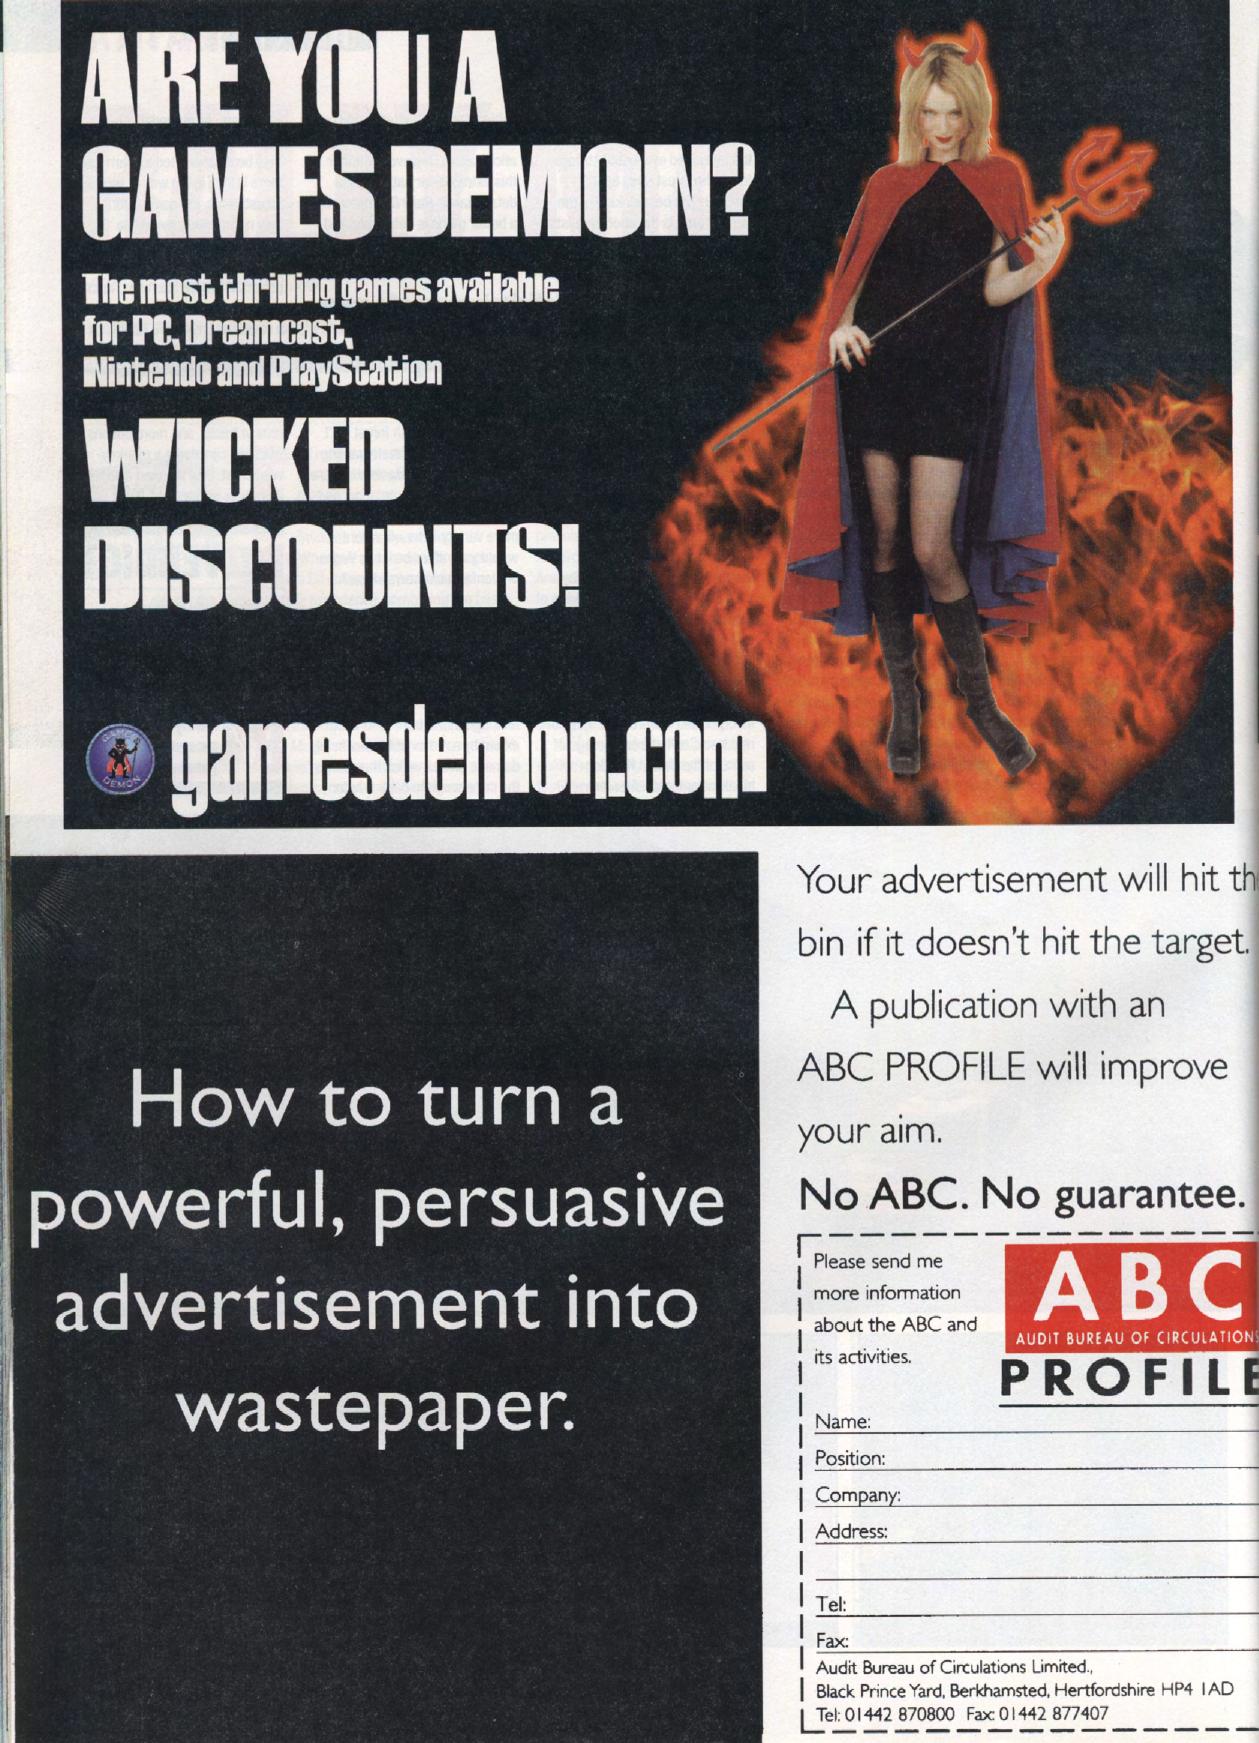 ARE YOU A
GAMES DEMON?
The most thrilling games available
for PC, Dreamcast,
Nintendo and PlayStation
WICKED
DISCOUNTS!
GAMES
DEMON
gamesdemon.com
How to turn a
powerful, persuasive
advertisement into
wastepaper.
Your advertisement will hit th
bin if it doesn't hit the target.
A publication with an
ABC PROFILE will improve
your aim.
No ABC. No guarantee.
Please send me
more information
about the ABC and
its activities.
ABC
AUDIT BUREAU OF CIRCULATIONS
PROFILE
Name:
Position:
Company:
Address:
Tel:
Fax:
Audit Bureau of Circulations Limited.,
Black Prince Yard, Berkhamsted, Hertfordshire HP4 1AD
Tel: 01442 870800 Fax: 01442 877407